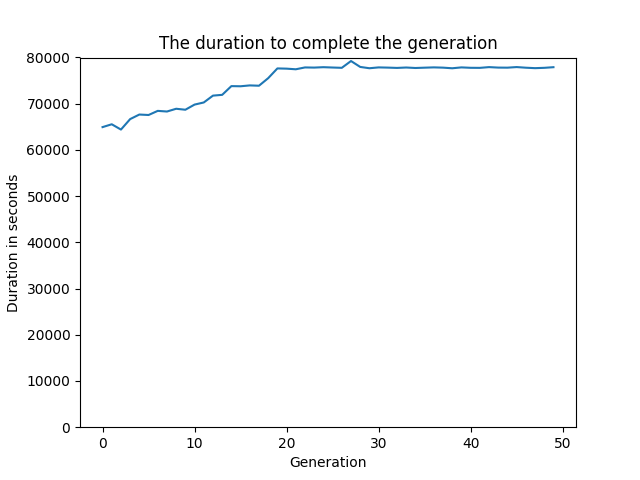 The duration to complete the generation
80000
70000
60000
50000
40000
30000
20000
10000
0
Duration in seconds
0 10 20 30 40 50
Generation